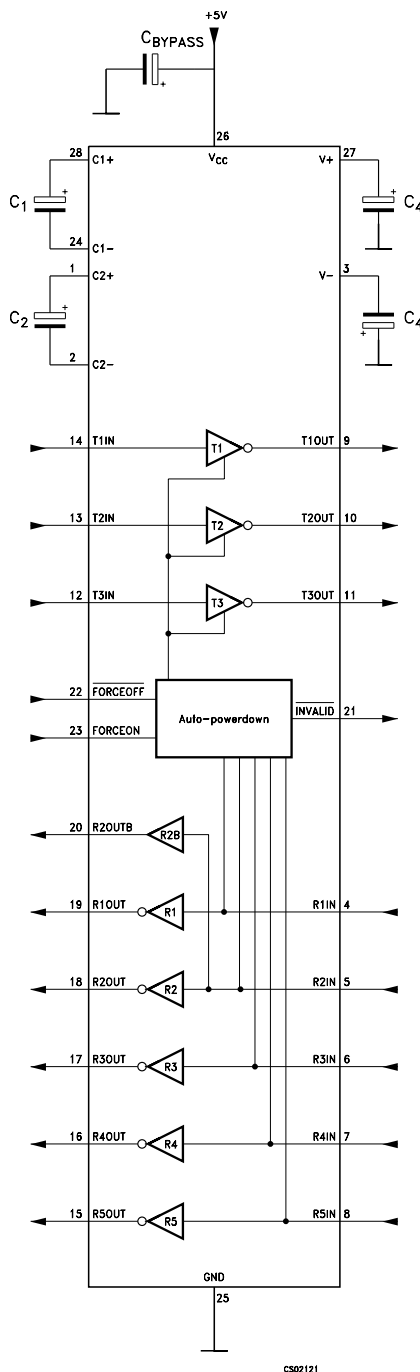 +5V
CBYPASS
+
26
VCC
28 C1+
V+ 27
C1
+
+
C4
24 C1-
1 C2+
V- 3
C2
+
+
C4
2 C2-
14 T1IN T1 T1OUT 9
13 T2IN T2 T2OUT 10
12 T3IN T3 T3OUT 11
22 FORCEOFF
Auto-powerdown
INVALID 21
23 FORCEON
20 R2OUTB R2B
19 R1OUT R1 R1IN 4
18 R2OUT R2 R2IN 5
17 R3OUT R3 R3IN 6
16 R4OUT R4 R4IN 7
15 R5OUT R5 R5IN 8
GND
25
CS02121